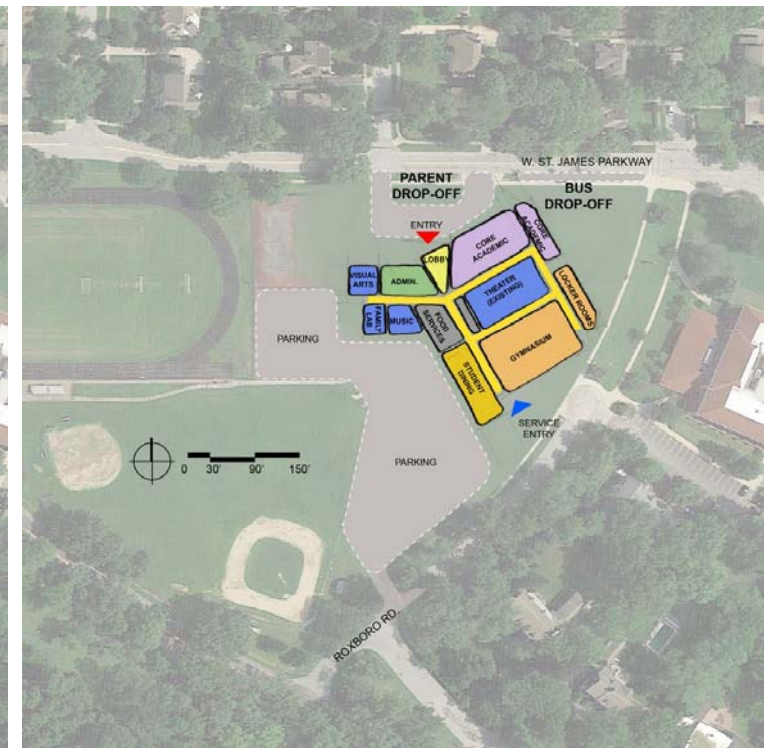 W. ST. JAMES PARKWAY
PARENT
DROP-OFF
BUS
DROP-OFF
ENTRY
CORE
ACADEMIC
CORE
ACADEMIC
LOBBY
VISUAL
ARTS
ADMIN.
THEATER
(EXISTING)
LOCKER ROOMS
FAMILY
LAB
MUSIC
FOOD
SERVICES
GYMNASIUM
PARKING
STUDENT
DINING
SERVICE
ENTRY
0 30' 90' 150'
PARKING
ROXBORO RD.